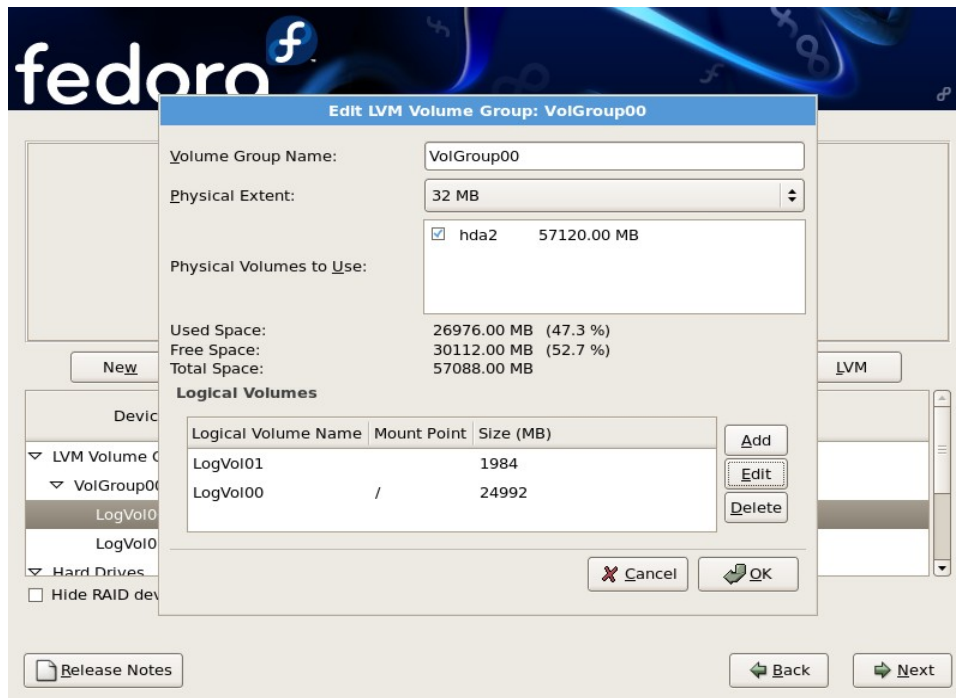 fedora
Edit LVM Volume Group: VolGroup00
Volume Group Name: VolGroup00
Physical Extent: 32 MB
hda2 57120.00 MB
Physical Volumes to Use:
Used Space: 26976.00 MB (47.3 %)
Free Space: 30112.00 MB (52.7 %)
Total Space: 57088.00 MB
New
LVM
Logical Volumes
Devic
Logical Volume Name Mount Point Size (MB)
Add
LVM Volume
LogVol01 1984
Edit
VolGroup00
LogVol00 / 24992
Delete
LogVol0
LogVol0
Hard Drives
Cancel
OK
Hide RAID dev
Release Notes
Back
Next